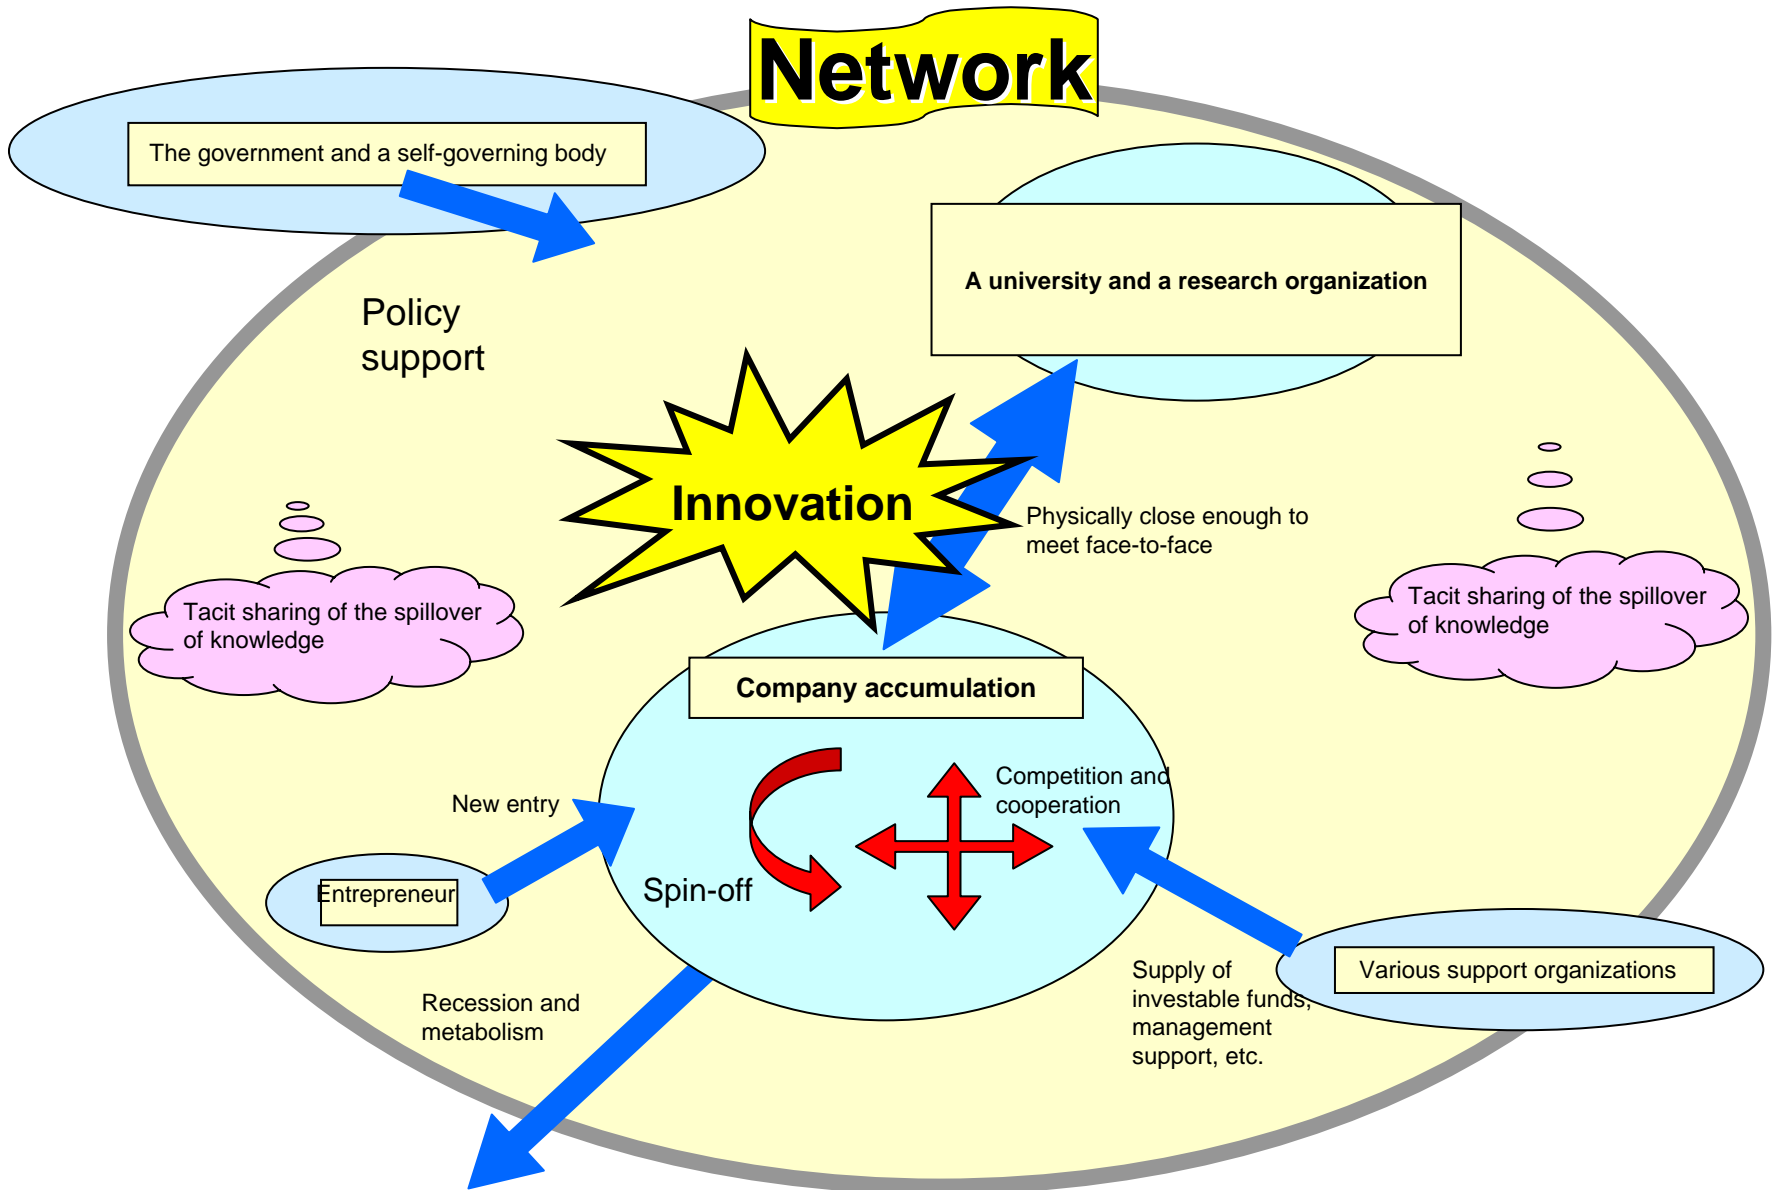 Network
The government and a self-governing body
A university and a research organization
Policy
support
Innovation
Physically close enough to
meet face-to-face
Tacit sharing of the spillover
of knowledge
Tacit sharing of the spillover
of knowledge
Company accumulation
Competition and
cooperation
New entry
Spin-off
Entrepreneur
Various support organizations
Supply of
investable funds,
management
support, etc.
Recession and
metabolism